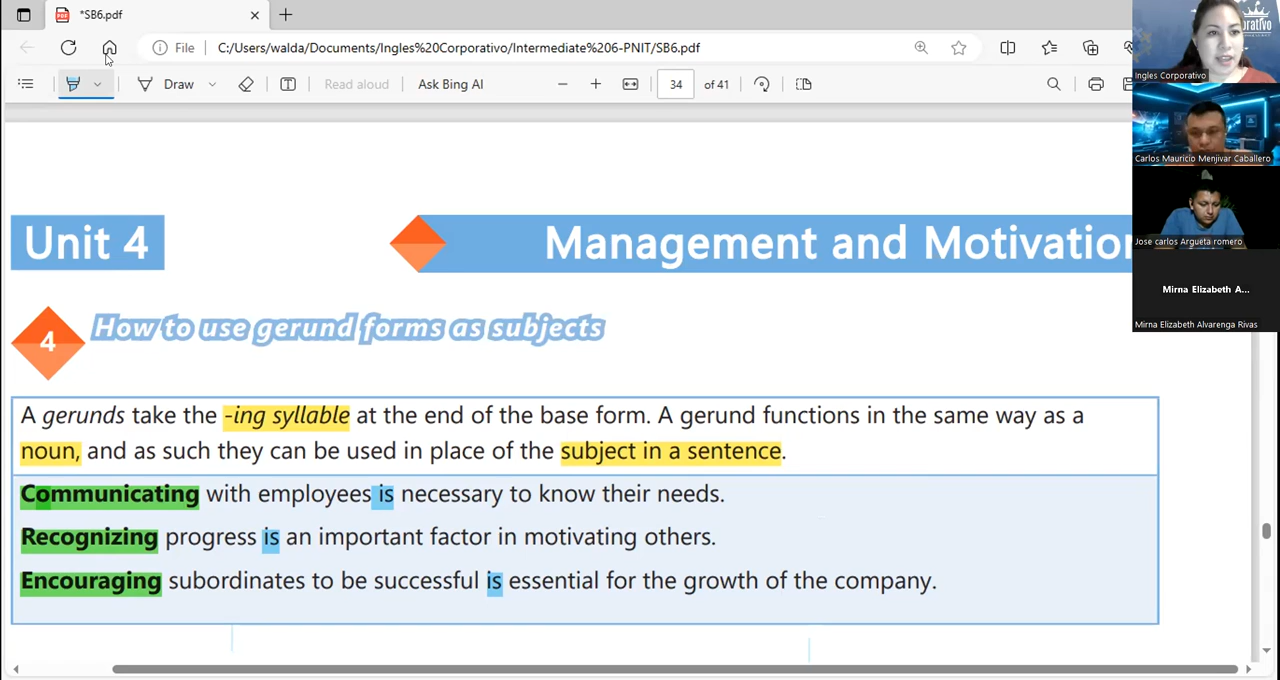 *SB6.pdf
File
C:/Users/walda/Documents/Ingles%20Corporativo/Intermediate%206-PNIT/SB6.pdf
Draw
Read aloud
Ask Bing AI
34
of 41
Ingles Corporativo
Carlos Mauricio Menjivar Caballero
Jose carlos Argueta romero
Mirna Elizabeth A...
Mirna Elizabeth Alvarenga Rivas
Unit 4
Management and Motivation
4
How to use gerund forms as subjects
A gerunds take the -ing syllable at the end of the base form. A gerund functions in the same way as a
noun, and as such they can be used in place of the subject in a sentence.
Communicating with employees is necessary to know their needs.
Recognizing progress is an important factor in motivating others.
Encouraging subordinates to be successful is essential for the growth of the company.